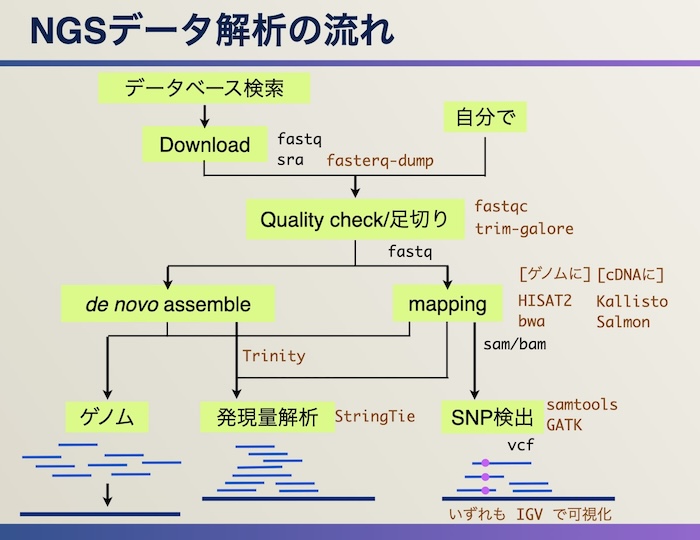 NGSデータ解析の流れ
データベース検索
自分で
Download
fastq
sra
fasterq-dump
Quality check/足切り
fastqc
trim-galore
fastq
[ゲノムに]
[cDNAに]
de novo assemble
mapping
HISAT2
bwa
Kallisto
Salmon
sam/bam
Trinity
ゲノム
発現量解析
StringTie
SNP検出
samtools
GATK
vcf
いずれも IGV で可視化